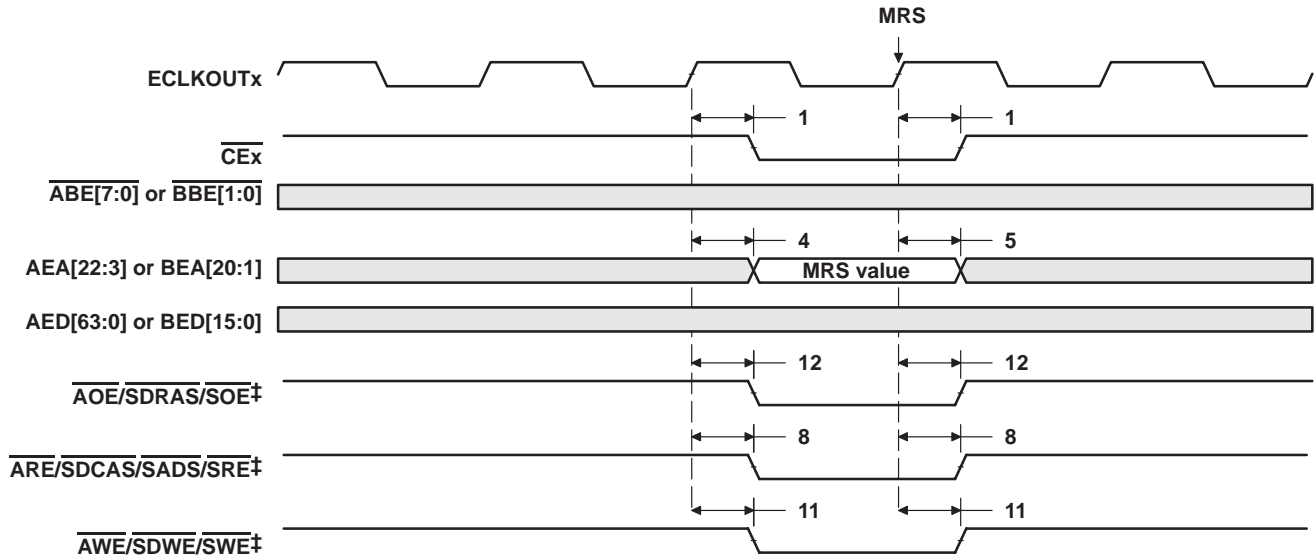 MRS
ECLKOUTx
1 1
CEx
ABE[7:0] or BBE[1:0]
4 5
AEA[22:3] or BEA[20:1] MRS value
AED[63:0] or BED[15:0]
12 12
AOE/SDRAS/SOE‡
8 8
ARE/SDCAS/SADS/SRE‡
11 11
AWE/SDWE/SWE‡